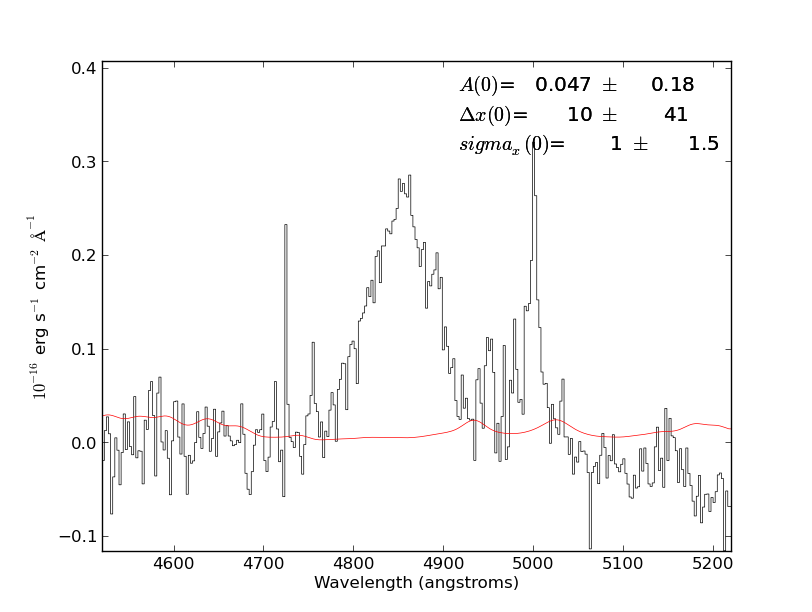 A(0)= 0.047 ± 0.18
Δx(0)= 10 ± 41
sigmaₓ(0)= 1 ± 1.5
0.4
0.3
0.2
0.1
0.0
−0.1
10⁻¹⁶ erg s⁻¹ cm⁻² Å⁻¹
4600 4700 4800 4900 5000 5100 5200
Wavelength (angstroms)